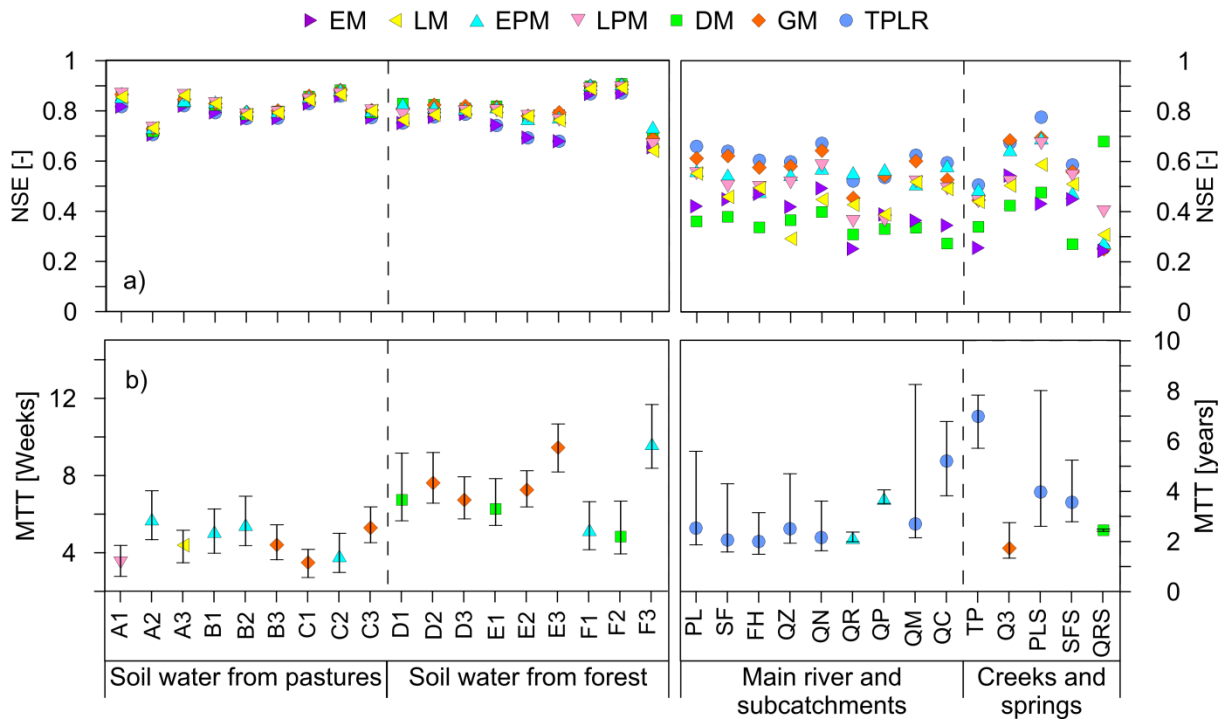 EM LM EPM LPM DM GM TPLR
1
0.8
0.6
0.4
0.2
0
NSE [-]
a)
1
0.8
0.6
0.4
0.2
0
NSE [-]
12
8
4
MTT [Weeks]
b)
10
8
6
4
2
0
MTT [years]
A1 A2 A3 B1 B2 B3 C1 C2 C3 D1 D2 D3 E1 E2 E3 F1 F2 F3 PL SF FH QZ QN QR QP QM QC TP Q3 PLS SFS QRS
Soil water from pastures
Soil water from forest
Main river and
subcatchments
Creeks and
springs